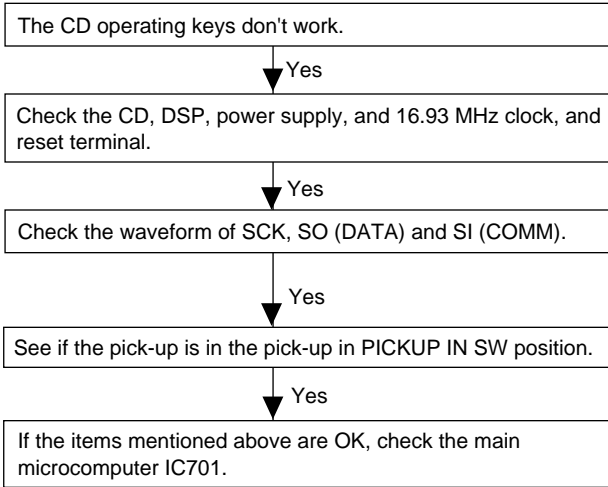 The CD operating keys don't work.
Yes
Check the CD, DSP, power supply, and 16.93 MHz clock, and
reset terminal.
Yes
Check the waveform of SCK, SO (DATA) and SI (COMM).
Yes
See if the pick-up is in the pick-up in PICKUP IN SW position.
Yes
If the items mentioned above are OK, check the main
microcomputer IC701.